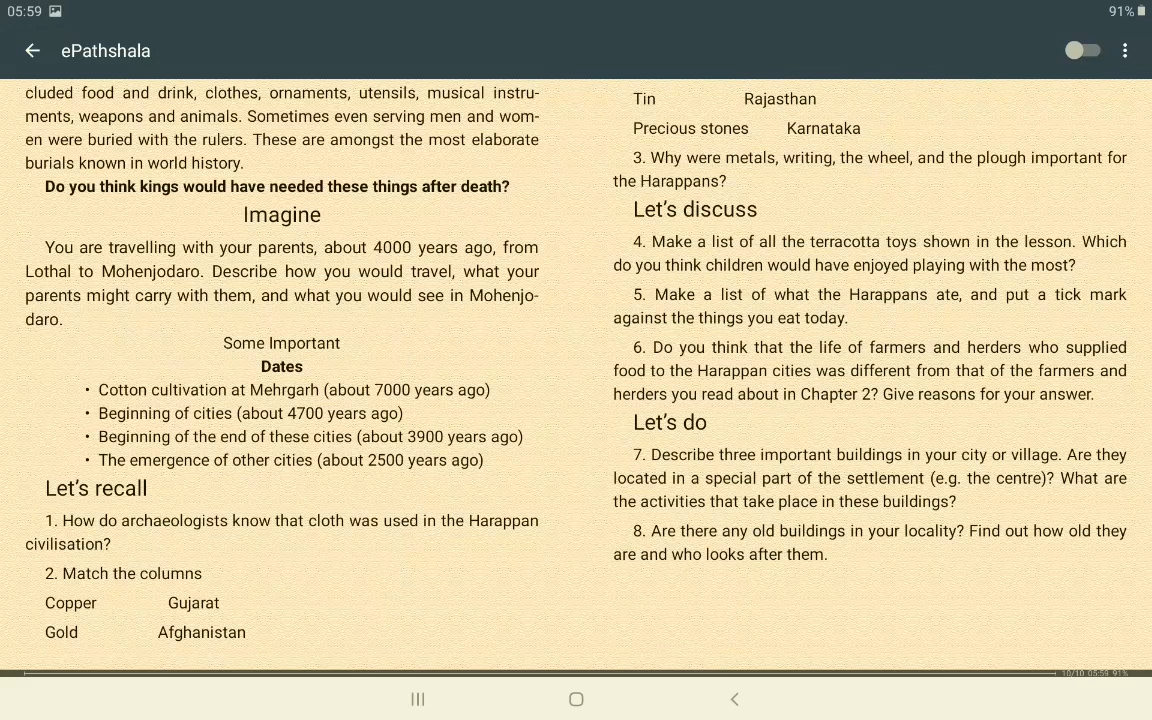 05:59
91%
ePathshala
cluded food and drink, clothes, ornaments, utensils, musical instru-
ments, weapons and animals. Sometimes even serving men and wom-
en were buried with the rulers. These are amongst the most elaborate
burials known in world history.
Do you think kings would have needed these things after death?
Imagine
You are travelling with your parents, about 4000 years ago, from
Lothal to Mohenjodaro. Describe how you would travel, what your
parents might carry with them, and what you would see in Mohenjo-
daro.
Some Important
Dates
• Cotton cultivation at Mehrgarh (about 7000 years ago)
• Beginning of cities (about 4700 years ago)
• Beginning of the end of these cities (about 3900 years ago)
• The emergence of other cities (about 2500 years ago)
Let's recall
1. How do archaeologists know that cloth was used in the Harappan
civilisation?
2. Match the columns
Copper Gujarat
Gold Afghanistan
Tin Rajasthan
Precious stones Karnataka
3. Why were metals, writing, the wheel, and the plough important for
the Harappans?
Let's discuss
4. Make a list of all the terracotta toys shown in the lesson. Which
do you think children would have enjoyed playing with the most?
5. Make a list of what the Harappans ate, and put a tick mark
against the things you eat today.
6. Do you think that the life of farmers and herders who supplied
food to the Harappan cities was different from that of the farmers and
herders you read about in Chapter 2? Give reasons for your answer.
Let's do
7. Describe three important buildings in your city or village. Are they
located in a special part of the settlement (e.g. the centre)? What are
the activities that take place in these buildings?
8. Are there any old buildings in your locality? Find out how old they
are and who looks after them.
10/10 05:59 91%